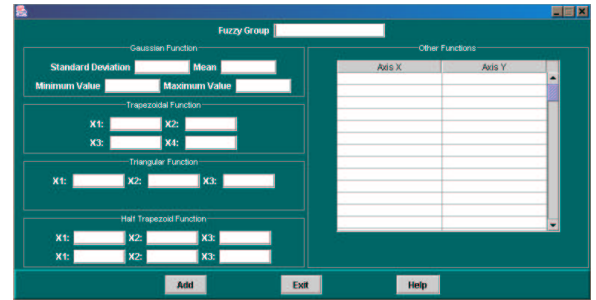 Fuzzy Group
Gaussian Function
Standard Deviation Mean
Minimum Value Maximum Value
Trapezoidal Function
X1: X2:
X3: X4:
Triangular Function
X1: X2: X3:
Half Trapezoid Function
X1: X2: X3:
X1: X2: X3:
Other Functions
Axis X Axis Y
Add Exit Help